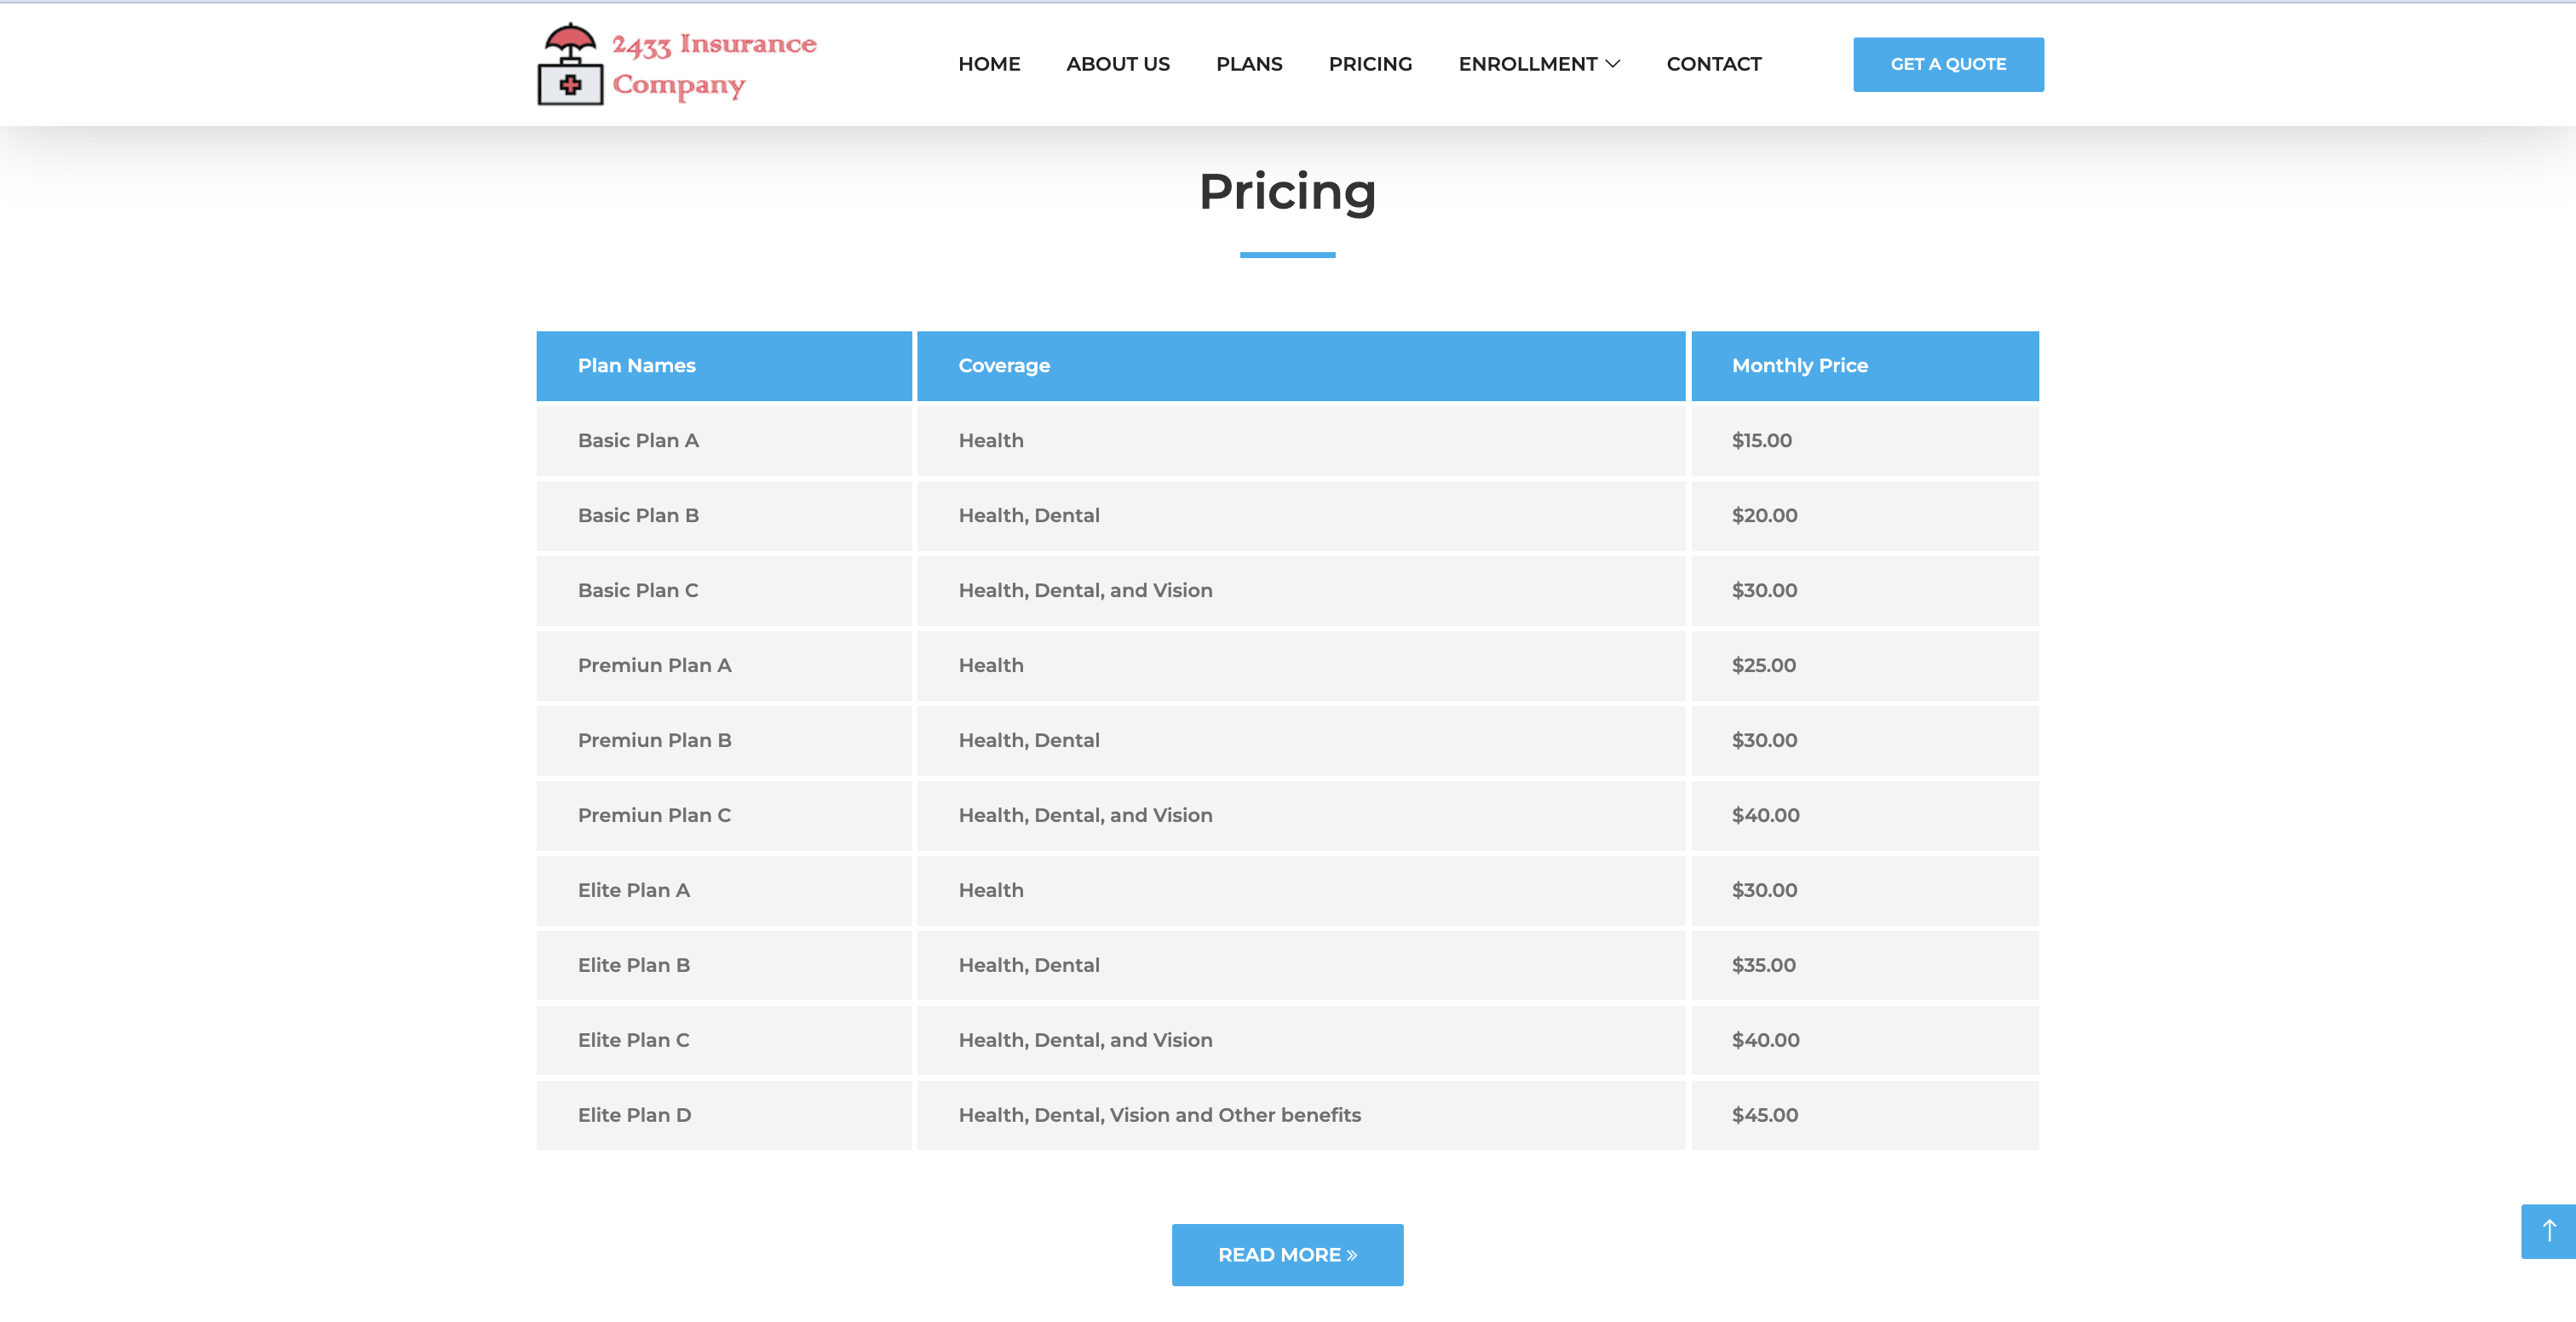 2433 Insurance
Company
HOME ABOUT US PLANS PRICING ENROLLMENT CONTACT GET A QUOTE
Pricing
Plan Names Coverage Monthly Price
Basic Plan A Health $15.00
Basic Plan B Health, Dental $20.00
Basic Plan C Health, Dental, and Vision $30.00
Premiun Plan A Health $25.00
Premiun Plan B Health, Dental $30.00
Premiun Plan C Health, Dental, and Vision $40.00
Elite Plan A Health $30.00
Elite Plan B Health, Dental $35.00
Elite Plan C Health, Dental, and Vision $40.00
Elite Plan D Health, Dental, Vision and Other benefits $45.00
READ MORE »